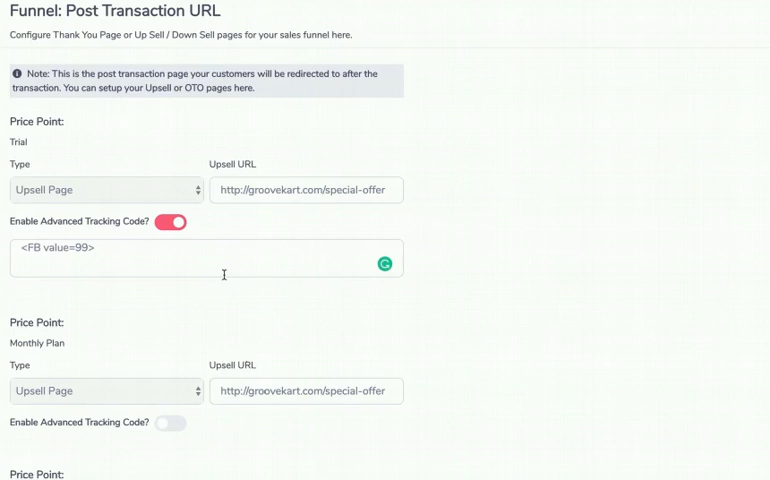 Funnel: Post Transaction URL
Configure Thank You Page or Up Sell / Down Sell pages for your sales funnel here.
Note: This is the post transaction page your customers will be redirected to after the
transaction. You can setup your Upsell or OTO pages here.
Price Point:
Trial
Type Upsell URL
Upsell Page http://groovekart.com/special-offer
Enable Advanced Tracking Code?
<FB value=99>
Price Point:
Monthly Plan
Type Upsell URL
Upsell Page http://groovekart.com/special-offer
Enable Advanced Tracking Code?
Price Point: